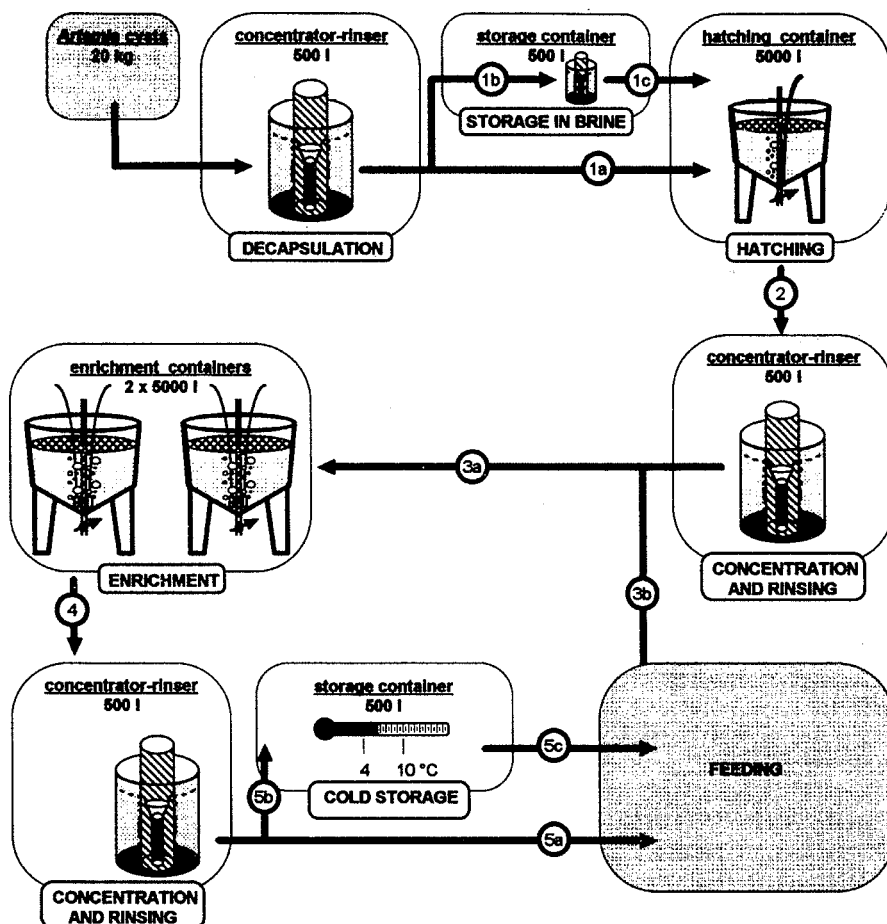 Artemia cysts
20 kg
concentrator-rinser
500 l
DECAPSULATION
1b
storage container
500 l
1c
STORAGE IN BRINE
1a
hatching container
5000 l
HATCHING
2
concentrator-rinser
500 l
CONCENTRATION
AND RINSING
3a
3b
enrichment containers
2 x 5000 l
ENRICHMENT
4
concentrator-rinser
500 l
CONCENTRATION
AND RINSING
5b
storage container
500 l
4 10 °C
COLD STORAGE
5c
5a
FEEDING